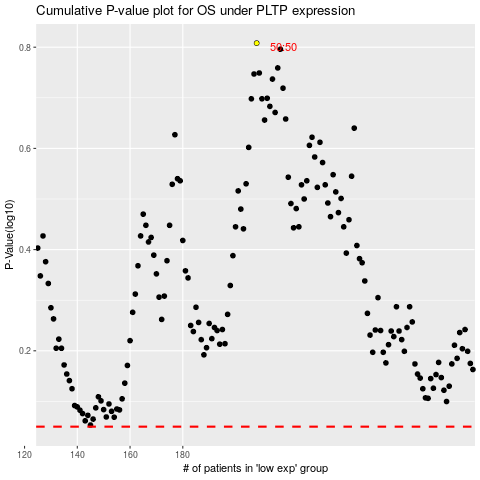 Cumulative P-value plot for OS under PLTP expression
P-Value(log10)
0.8
0.6
0.4
0.2
50:50
120 140 160 180
# of patients in 'low exp' group